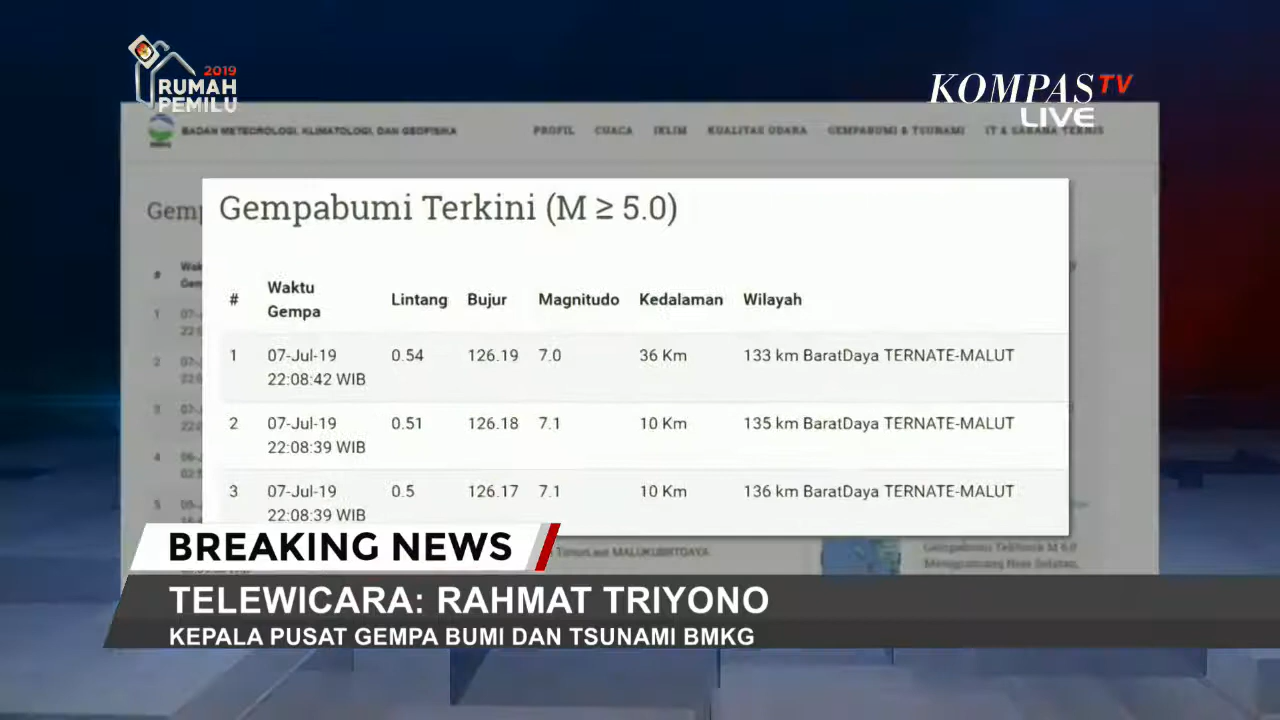 2019
RUMAH
PEMILU
KOMPAS TV
LIVE
BADAN METEOROLOGI, KLIMATOLOGI, DAN GEOFISIKA PROFIL CUACA IKLIM KUALITAS UDARA GEMPABUMI & TSUNAMI IT & SARANA TEKNIS
Gempabumi Terkini (M ≥ 5.0)
# Waktu Gempa Lintang Bujur Magnitudo Kedalaman Wilayah
1 07-Jul-19 0.54 126.19 7.0 36 Km 133 km BaratDaya TERNATE-MALUT
22:08:42 WIB
2 07-Jul-19 0.51 126.18 7.1 10 Km 135 km BaratDaya TERNATE-MALUT
22:08:39 WIB
3 07-Jul-19 0.5 126.17 7.1 10 Km 136 km BaratDaya TERNATE-MALUT
22:08:39 WIB
BREAKING NEWS
TELEWICARA: RAHMAT TRIYONO
KEPALA PUSAT GEMPA BUMI DAN TSUNAMI BMKG